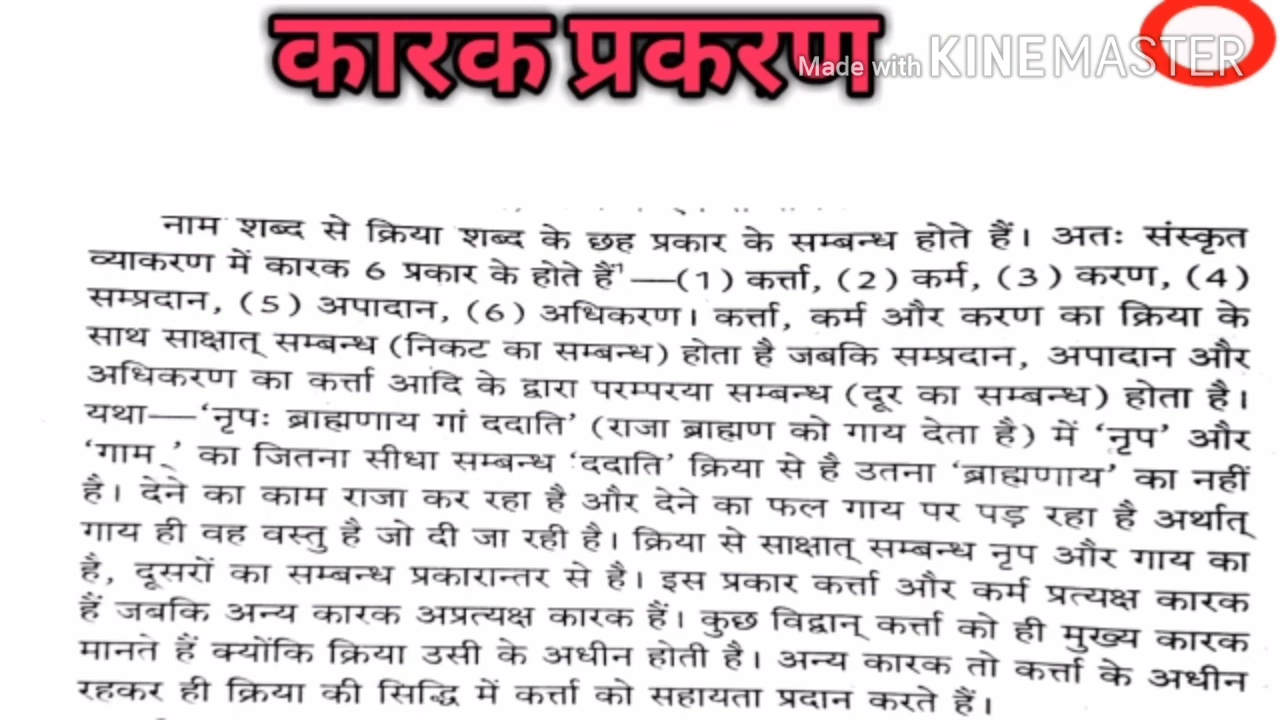 कारक प्रकरण
Made with KINEMASTER
नाम शब्द से क्रिया शब्द के छह प्रकार के सम्बन्ध होते हैं। अतः संस्कृत
व्याकरण में कारक 6 प्रकार के होते हैं¹—(1) कर्त्ता, (2) कर्म, (3) करण, (4)
सम्प्रदान, (5) अपादान, (6) अधिकरण। कर्त्ता, कर्म और करण का क्रिया के
साथ साक्षात् सम्बन्ध (निकट का सम्बन्ध) होता है जबकि सम्प्रदान, अपादान और
अधिकरण का कर्त्ता आदि के द्वारा परम्परया सम्बन्ध (दूर का सम्बन्ध) होता है।
यथा—‘नृपः ब्राह्मणाय गां ददाति’ (राजा ब्राह्मण को गाय देता है) में ‘नृप’ और
‘गाम्’ का जितना सीधा सम्बन्ध ‘ददाति’ क्रिया से है उतना ‘ब्राह्मणाय’ का नहीं
है। देने का काम राजा कर रहा है और देने का फल गाय पर पड़ रहा है अर्थात्
गाय ही वह वस्तु है जो दी जा रही है। क्रिया से साक्षात् सम्बन्ध नृप और गाय का
है, दूसरों का सम्बन्ध प्रकारान्तर से है। इस प्रकार कर्त्ता और कर्म प्रत्यक्ष कारक
हैं जबकि अन्य कारक अप्रत्यक्ष कारक हैं। कुछ विद्वान् कर्त्ता को ही मुख्य कारक
मानते हैं क्योंकि क्रिया उसी के अधीन होती है। अन्य कारक तो कर्त्ता के अधीन
रहकर ही क्रिया की सिद्धि में कर्त्ता को सहायता प्रदान करते हैं।